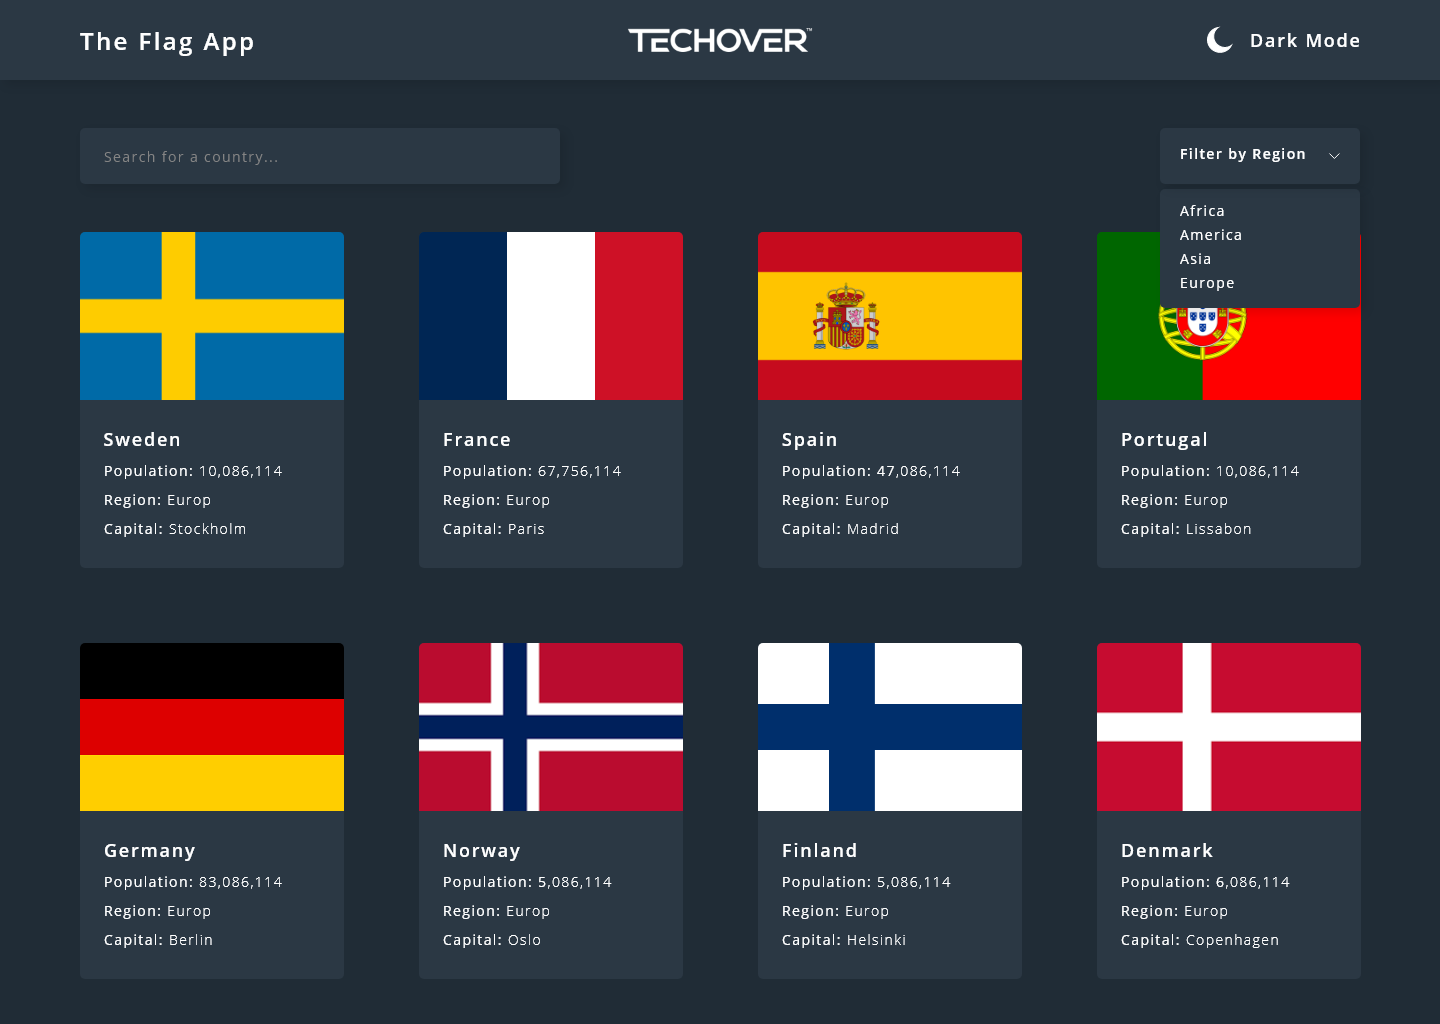 The Flag App
TECHOVER™
Dark Mode
Search for a country...
Filter by Region
Africa
America
Asia
Europe
Sweden
Population: 10,086,114
Region: Europ
Capital: Stockholm
France
Population: 67,756,114
Region: Europ
Capital: Paris
Spain
Population: 47,086,114
Region: Europ
Capital: Madrid
Portugal
Population: 10,086,114
Region: Europ
Capital: Lissabon
Germany
Population: 83,086,114
Region: Europ
Capital: Berlin
Norway
Population: 5,086,114
Region: Europ
Capital: Oslo
Finland
Population: 5,086,114
Region: Europ
Capital: Helsinki
Denmark
Population: 6,086,114
Region: Europ
Capital: Copenhagen